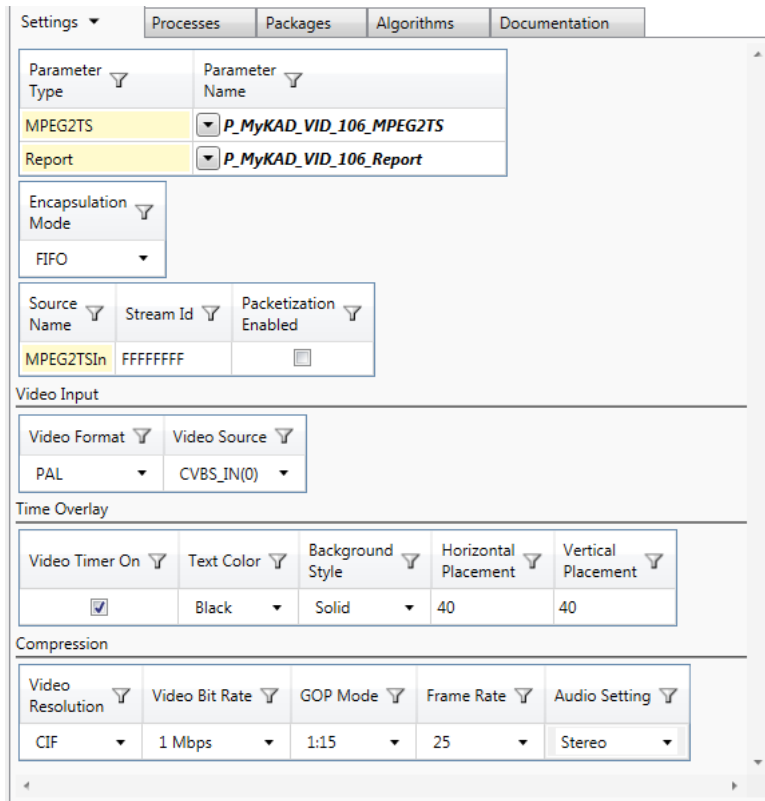 Settings Processes Packages Algorithms Documentation
Parameter Type Parameter Name
MPEG2TS P_MyKAD_VID_106_MPEG2TS
Report P_MyKAD_VID_106_Report
Encapsulation Mode
FIFO
Source Name Stream Id Packetization Enabled
MPEG2TSIn FFFFFFFF
Video Input
Video Format Video Source
PAL CVBS_IN(0)
Time Overlay
Video Timer On Text Color Background Style Horizontal Placement Vertical Placement
Black Solid 40 40
Compression
Video Resolution Video Bit Rate GOP Mode Frame Rate Audio Setting
CIF 1 Mbps 1:15 25 Stereo